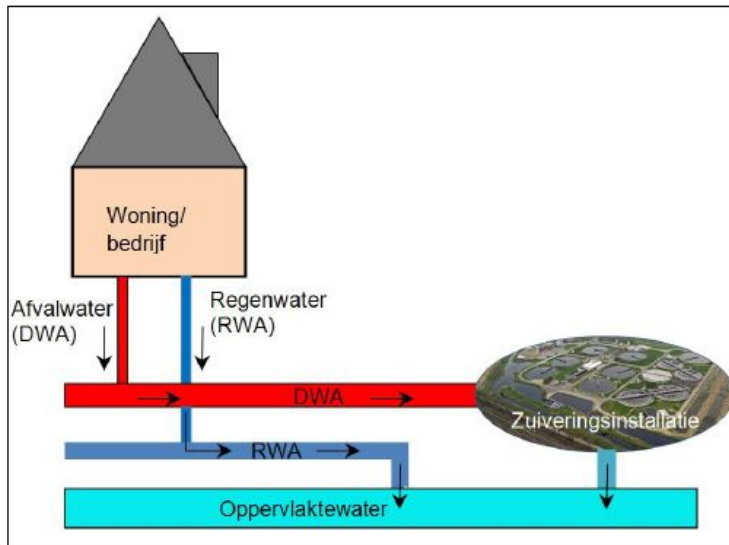 Woning/
bedrijf
Afvalwater
(DWA)
Regenwater
(RWA)
DWA
Zuiveringsinstallatie
RWA
Oppervlaktewater